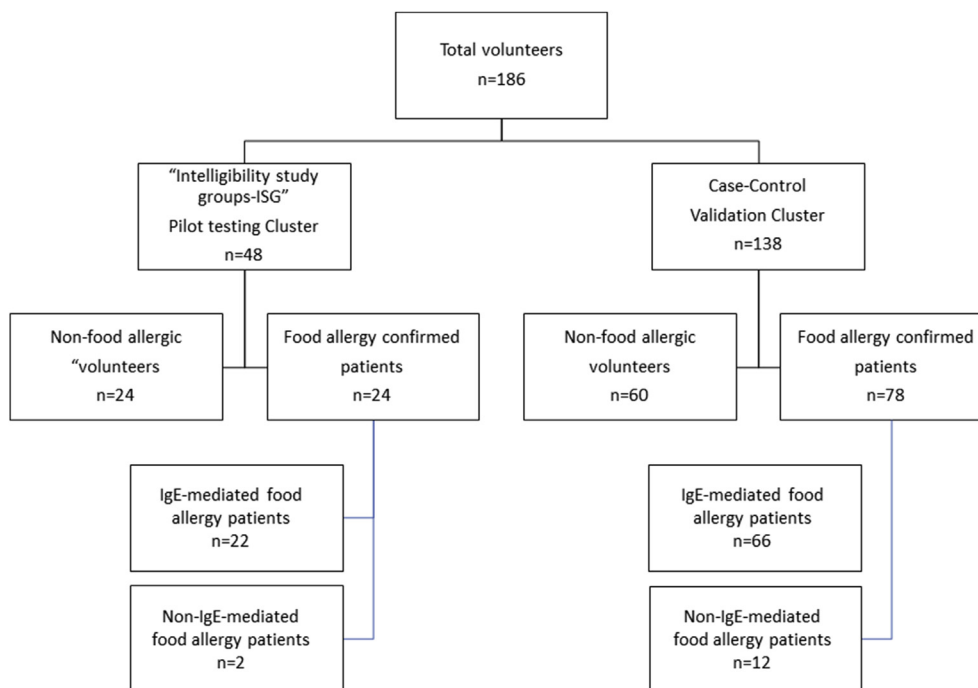 Total volunteers
n=186
“Intelligibility study
groups-ISG”
Pilot testing Cluster
n=48
Case-Control
Validation Cluster
n=138
Non-food allergic
“volunteers
n=24
Food allergy confirmed
patients
n=24
Non-food allergic
volunteers
n=60
Food allergy confirmed
patients
n=78
IgE-mediated food
allergy patients
n=22
IgE-mediated food
allergy patients
n=66
Non-IgE-mediated
food allergy patients
n=2
Non-IgE-mediated
food allergy patients
n=12